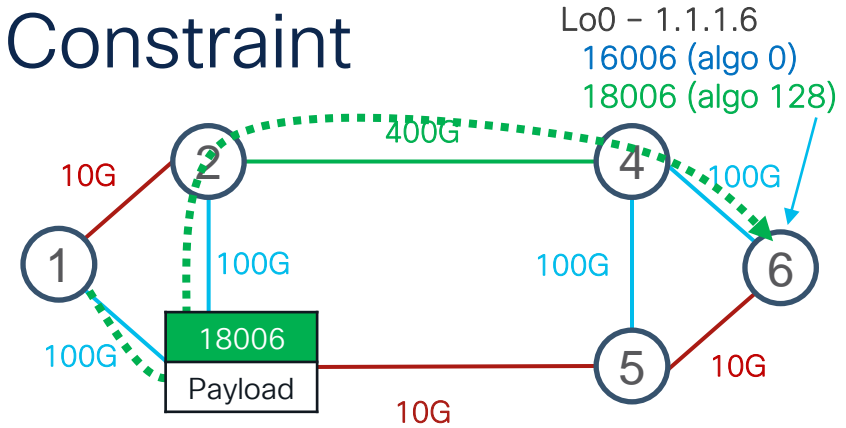 Constraint
Lo0 – 1.1.1.6
16006 (algo 0)
18006 (algo 128)
400G
10G
2
4
100G
1
100G
100G
6
18006
100G
Payload
5
10G
10G